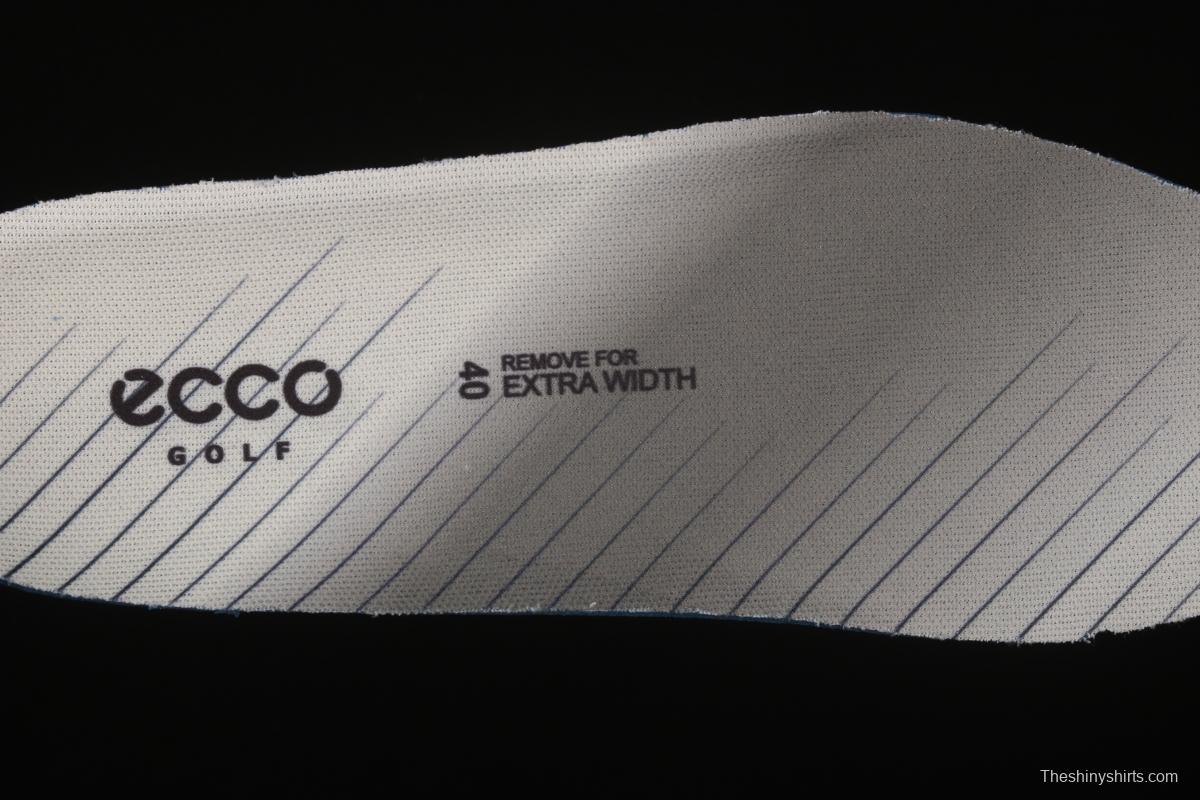 ecco
GOLF
40
REMOVE FOR
EXTRA WIDTH
Theshinyshirts.com